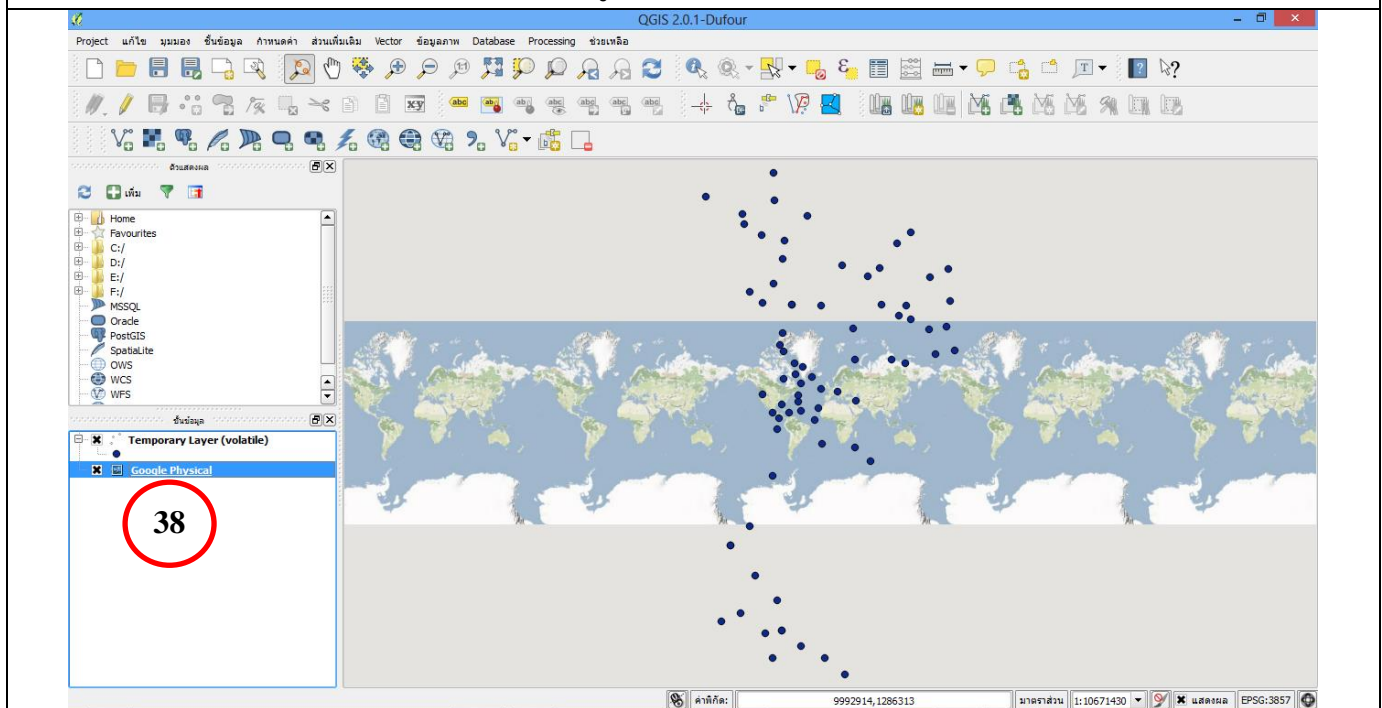 QGIS 2.0.1-Dufour
Project แก้ไข มุมมอง ชั้นข้อมูล กำหนดค่า ส่วนเพิ่มเติม Vector ข้อมูลภาพ Database Processing ช่วยเหลือ
ตัวแสดงผล
เพิ่ม
Home
Favourites
C:/
D:/
E:/
F:/
MSSQL
Oracle
PostGIS
SpatiaLite
OWS
WCS
WFS
ชั้นข้อมูล
Temporary Layer (volatile)
Google Physical
38
ค่าพิกัด: 9992914,1286313 มาตราส่วน 1:10671430 แสดงผล EPSG:3857